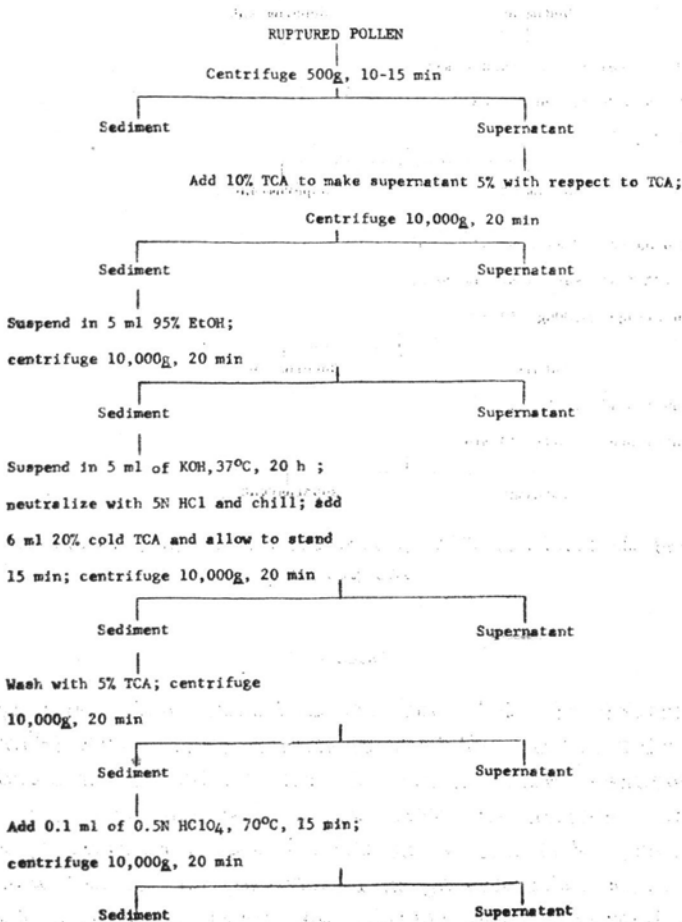 RUPTURED POLLEN
Centrifuge 500g, 10-15 min
Sediment Supernatant
Add 10% TCA to make supernatant 5% with respect to TCA;
Centrifuge 10,000g, 20 min
Sediment Supernatant
Suspend in 5 ml 95% EtOH;
centrifuge 10,000g, 20 min
Sediment Supernatant
Suspend in 5 ml of KOH,37°C, 20 h ;
neutralize with 5N HCl and chill; add
6 ml 20% cold TCA and allow to stand
15 min; centrifuge 10,000g, 20 min
Sediment Supernatant
Wash with 5% TCA; centrifuge
10,000g, 20 min
Sediment Supernatant
Add 0.1 ml of 0.5N HClO4, 70°C, 15 min;
centrifuge 10,000g, 20 min
Sediment Supernatant